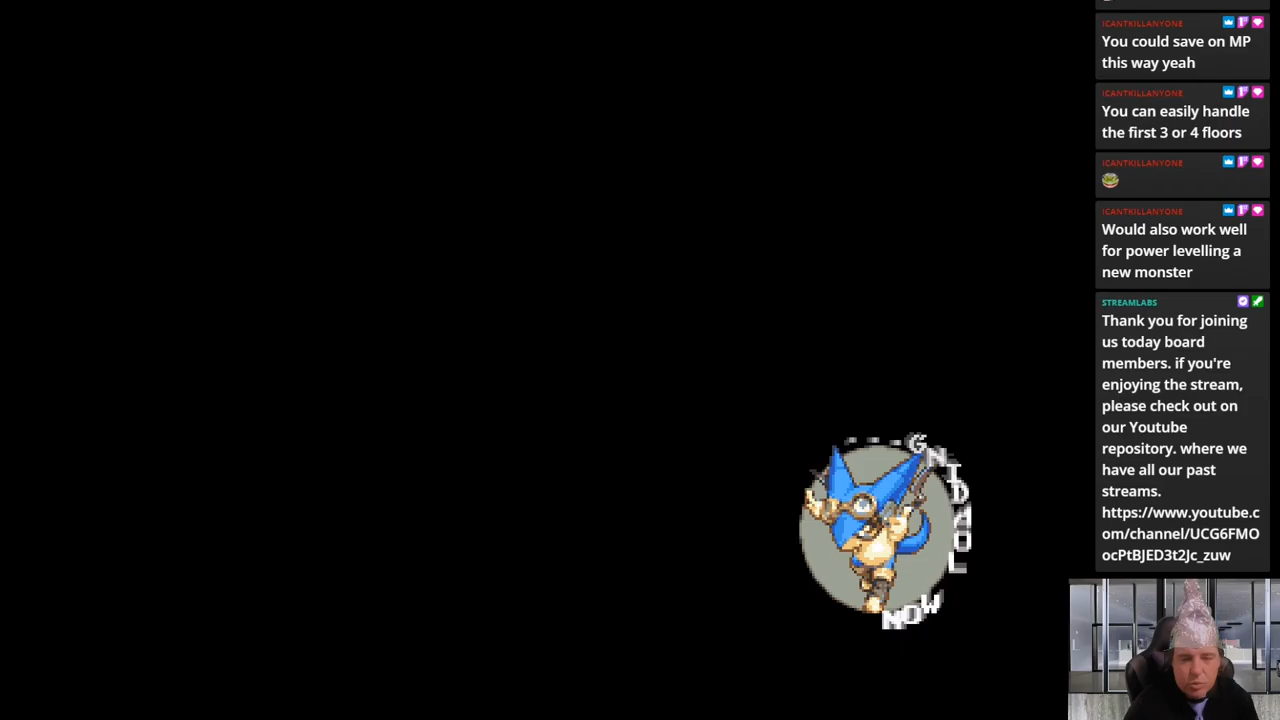 ICANTKILLANYONE
You could save on MP
this way yeah
ICANTKILLANYONE
You can easily handle
the first 3 or 4 floors
ICANTKILLANYONE
ICANTKILLANYONE
Would also work well
for power levelling a
new monster
STREAMLABS
Thank you for joining
us today board
members. if you're
enjoying the stream,
please check out on
our Youtube
repository. where we
have all our past
streams.
https://www.youtube.c
om/channel/UCG6FMO
ocPtBJED3t2Jc_zuw
NOW LOADING----